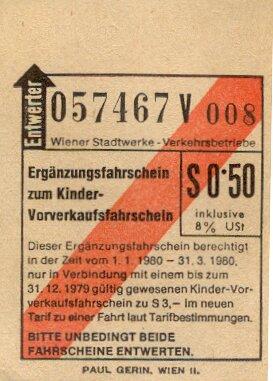 Entwerter
057467 V 008
Wiener Stadtwerke - Verkehrsbetriebe
Ergänzungsfahrschein
zum Kinder-
Vorverkaufsfahrschein
S 0·50
inklusive
8% USt
Dieser Ergänzungsfahrschein berechtigt
in der Zeit vom 1. 1. 1980 – 31. 3. 1980,
nur in Verbindung mit einem bis zum
31. 12. 1979 gültig gewesenen Kinder-Vor-
verkaufsfahrschein zu S 3,– im neuen
Tarif zu einer Fahrt laut Tarifbestimmungen.
BITTE UNBEDINGT BEIDE
FAHRSCHEINE ENTWERTEN.
PAUL GERIN, WIEN II.